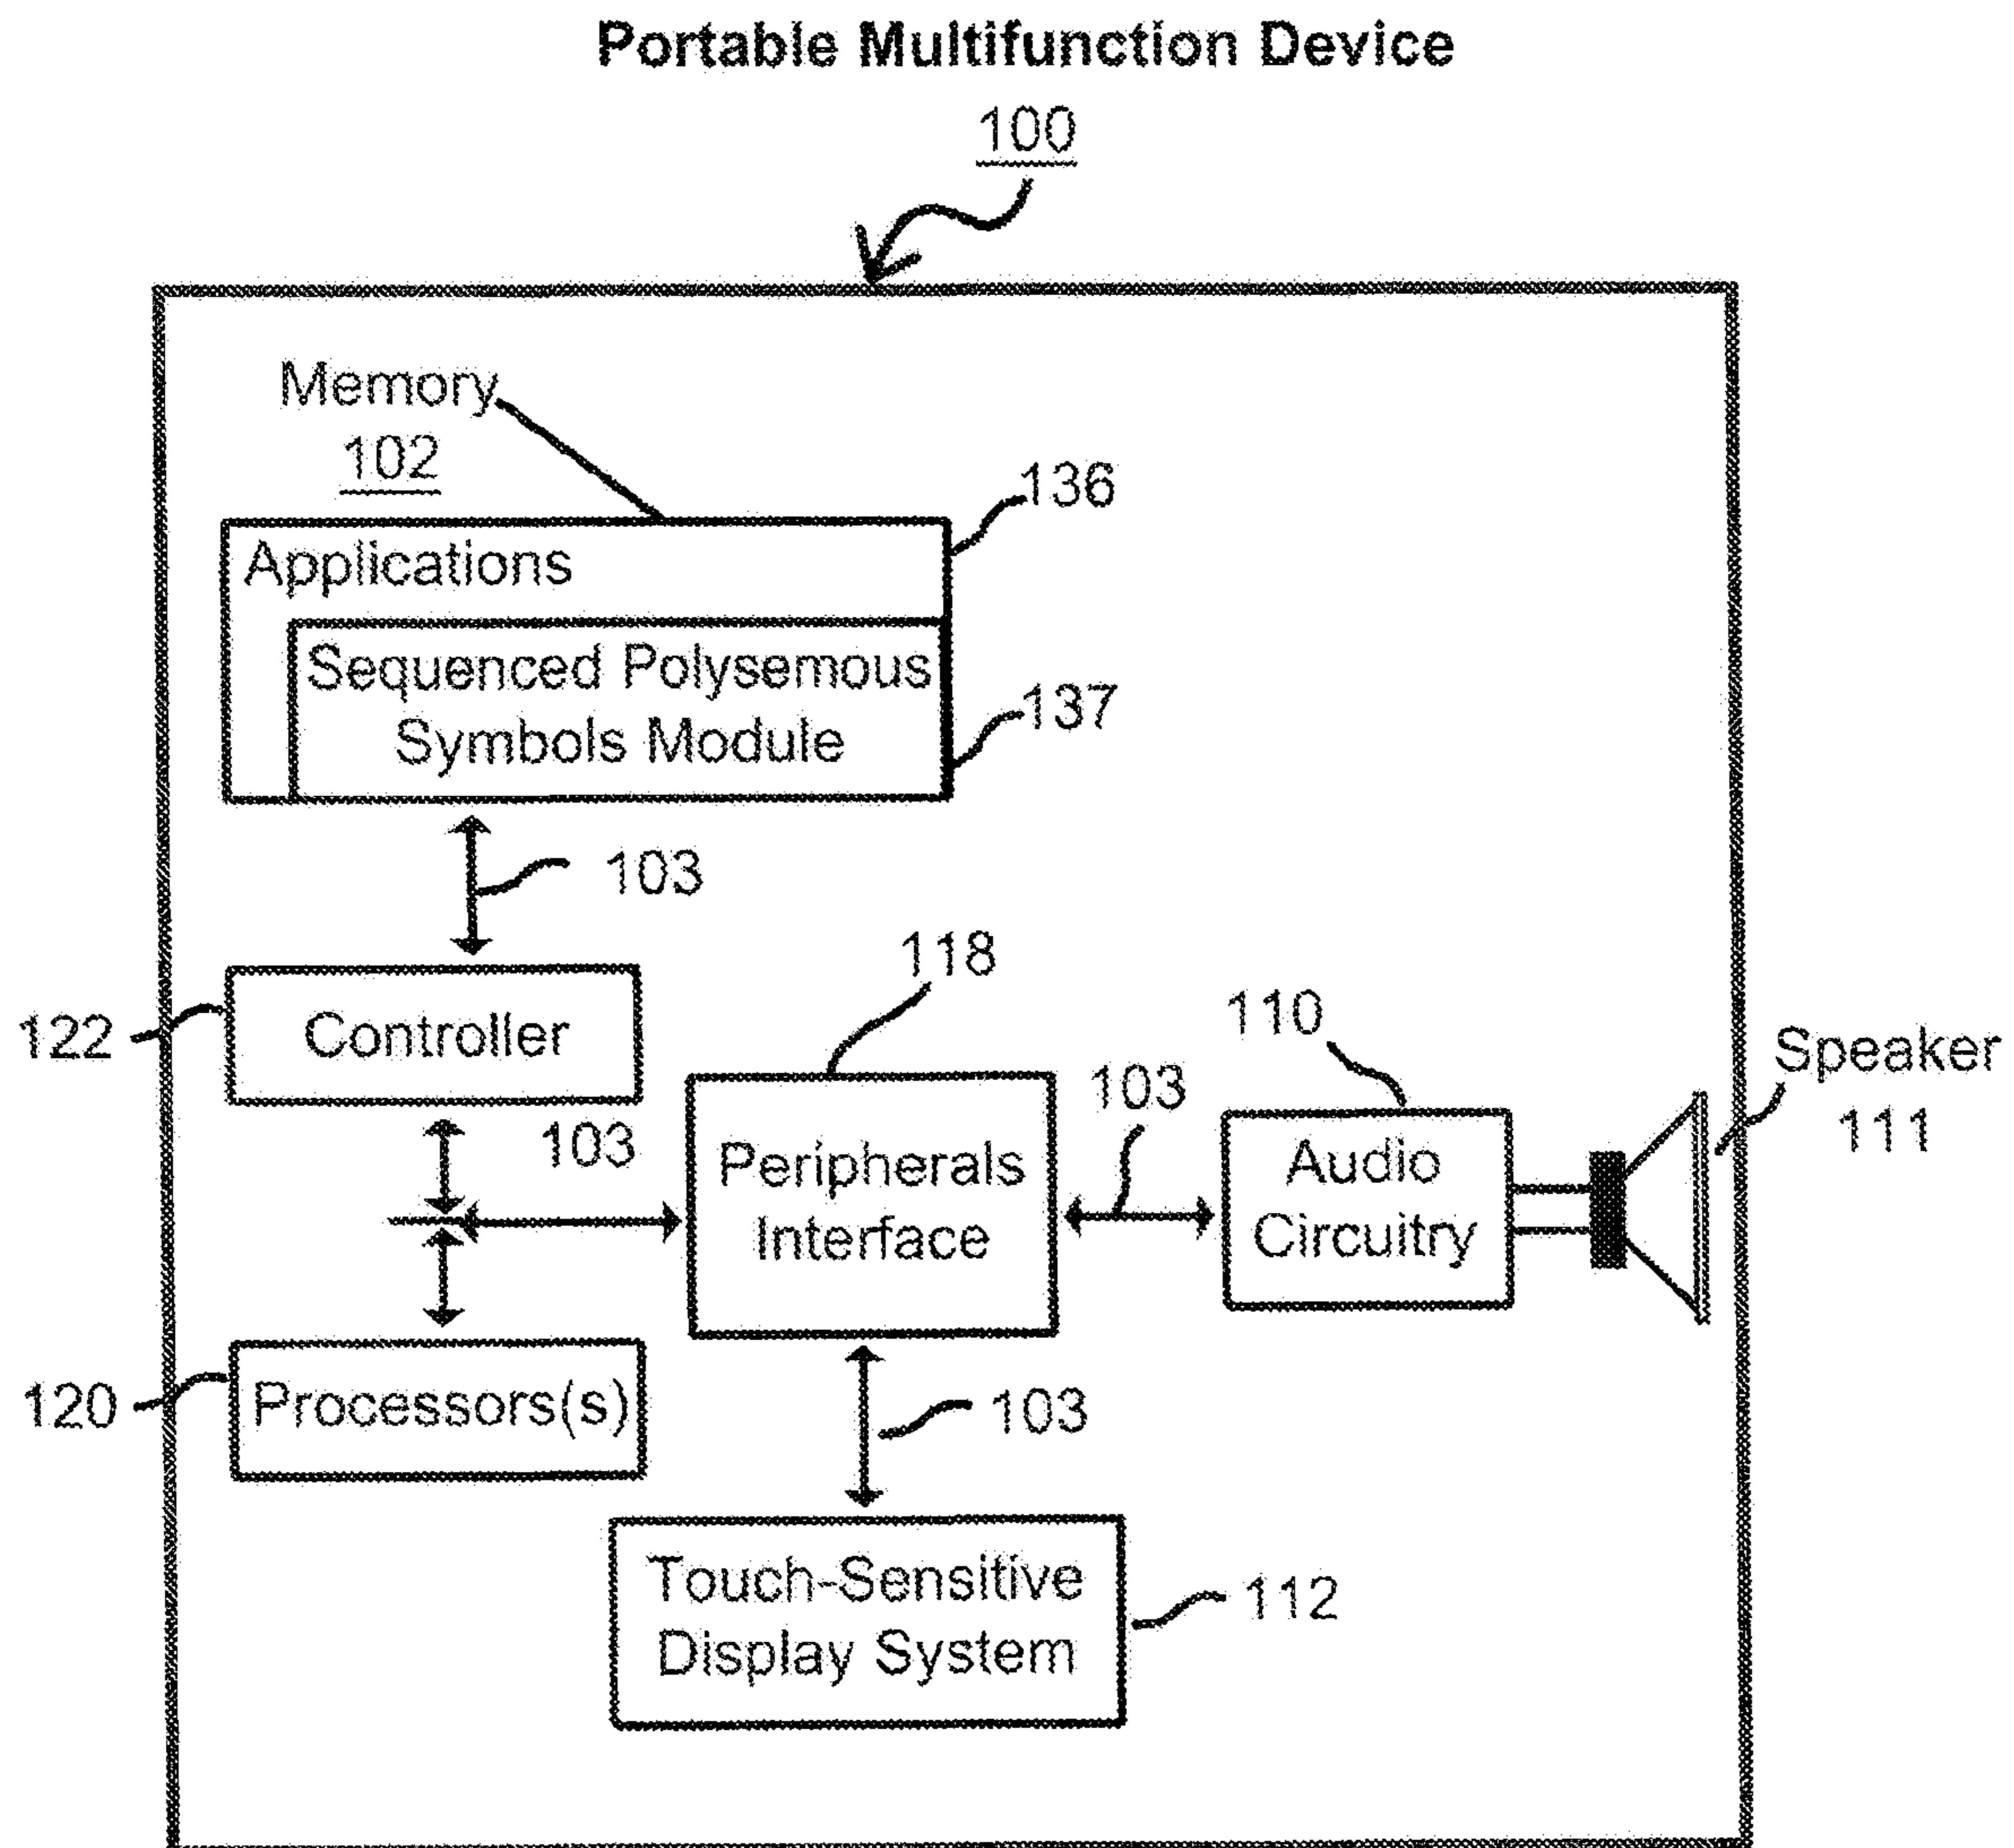 Portable Multifunction Device
100
Memory
102
136
Applications
Sequenced Polysemous
Symbols Module
137
103
118
122
Controller
110
Speaker
111
103
103
Peripherals
Interface
Audio
Circuitry
120
Processors(s)
103
Touch-Sensitive
Display System
112